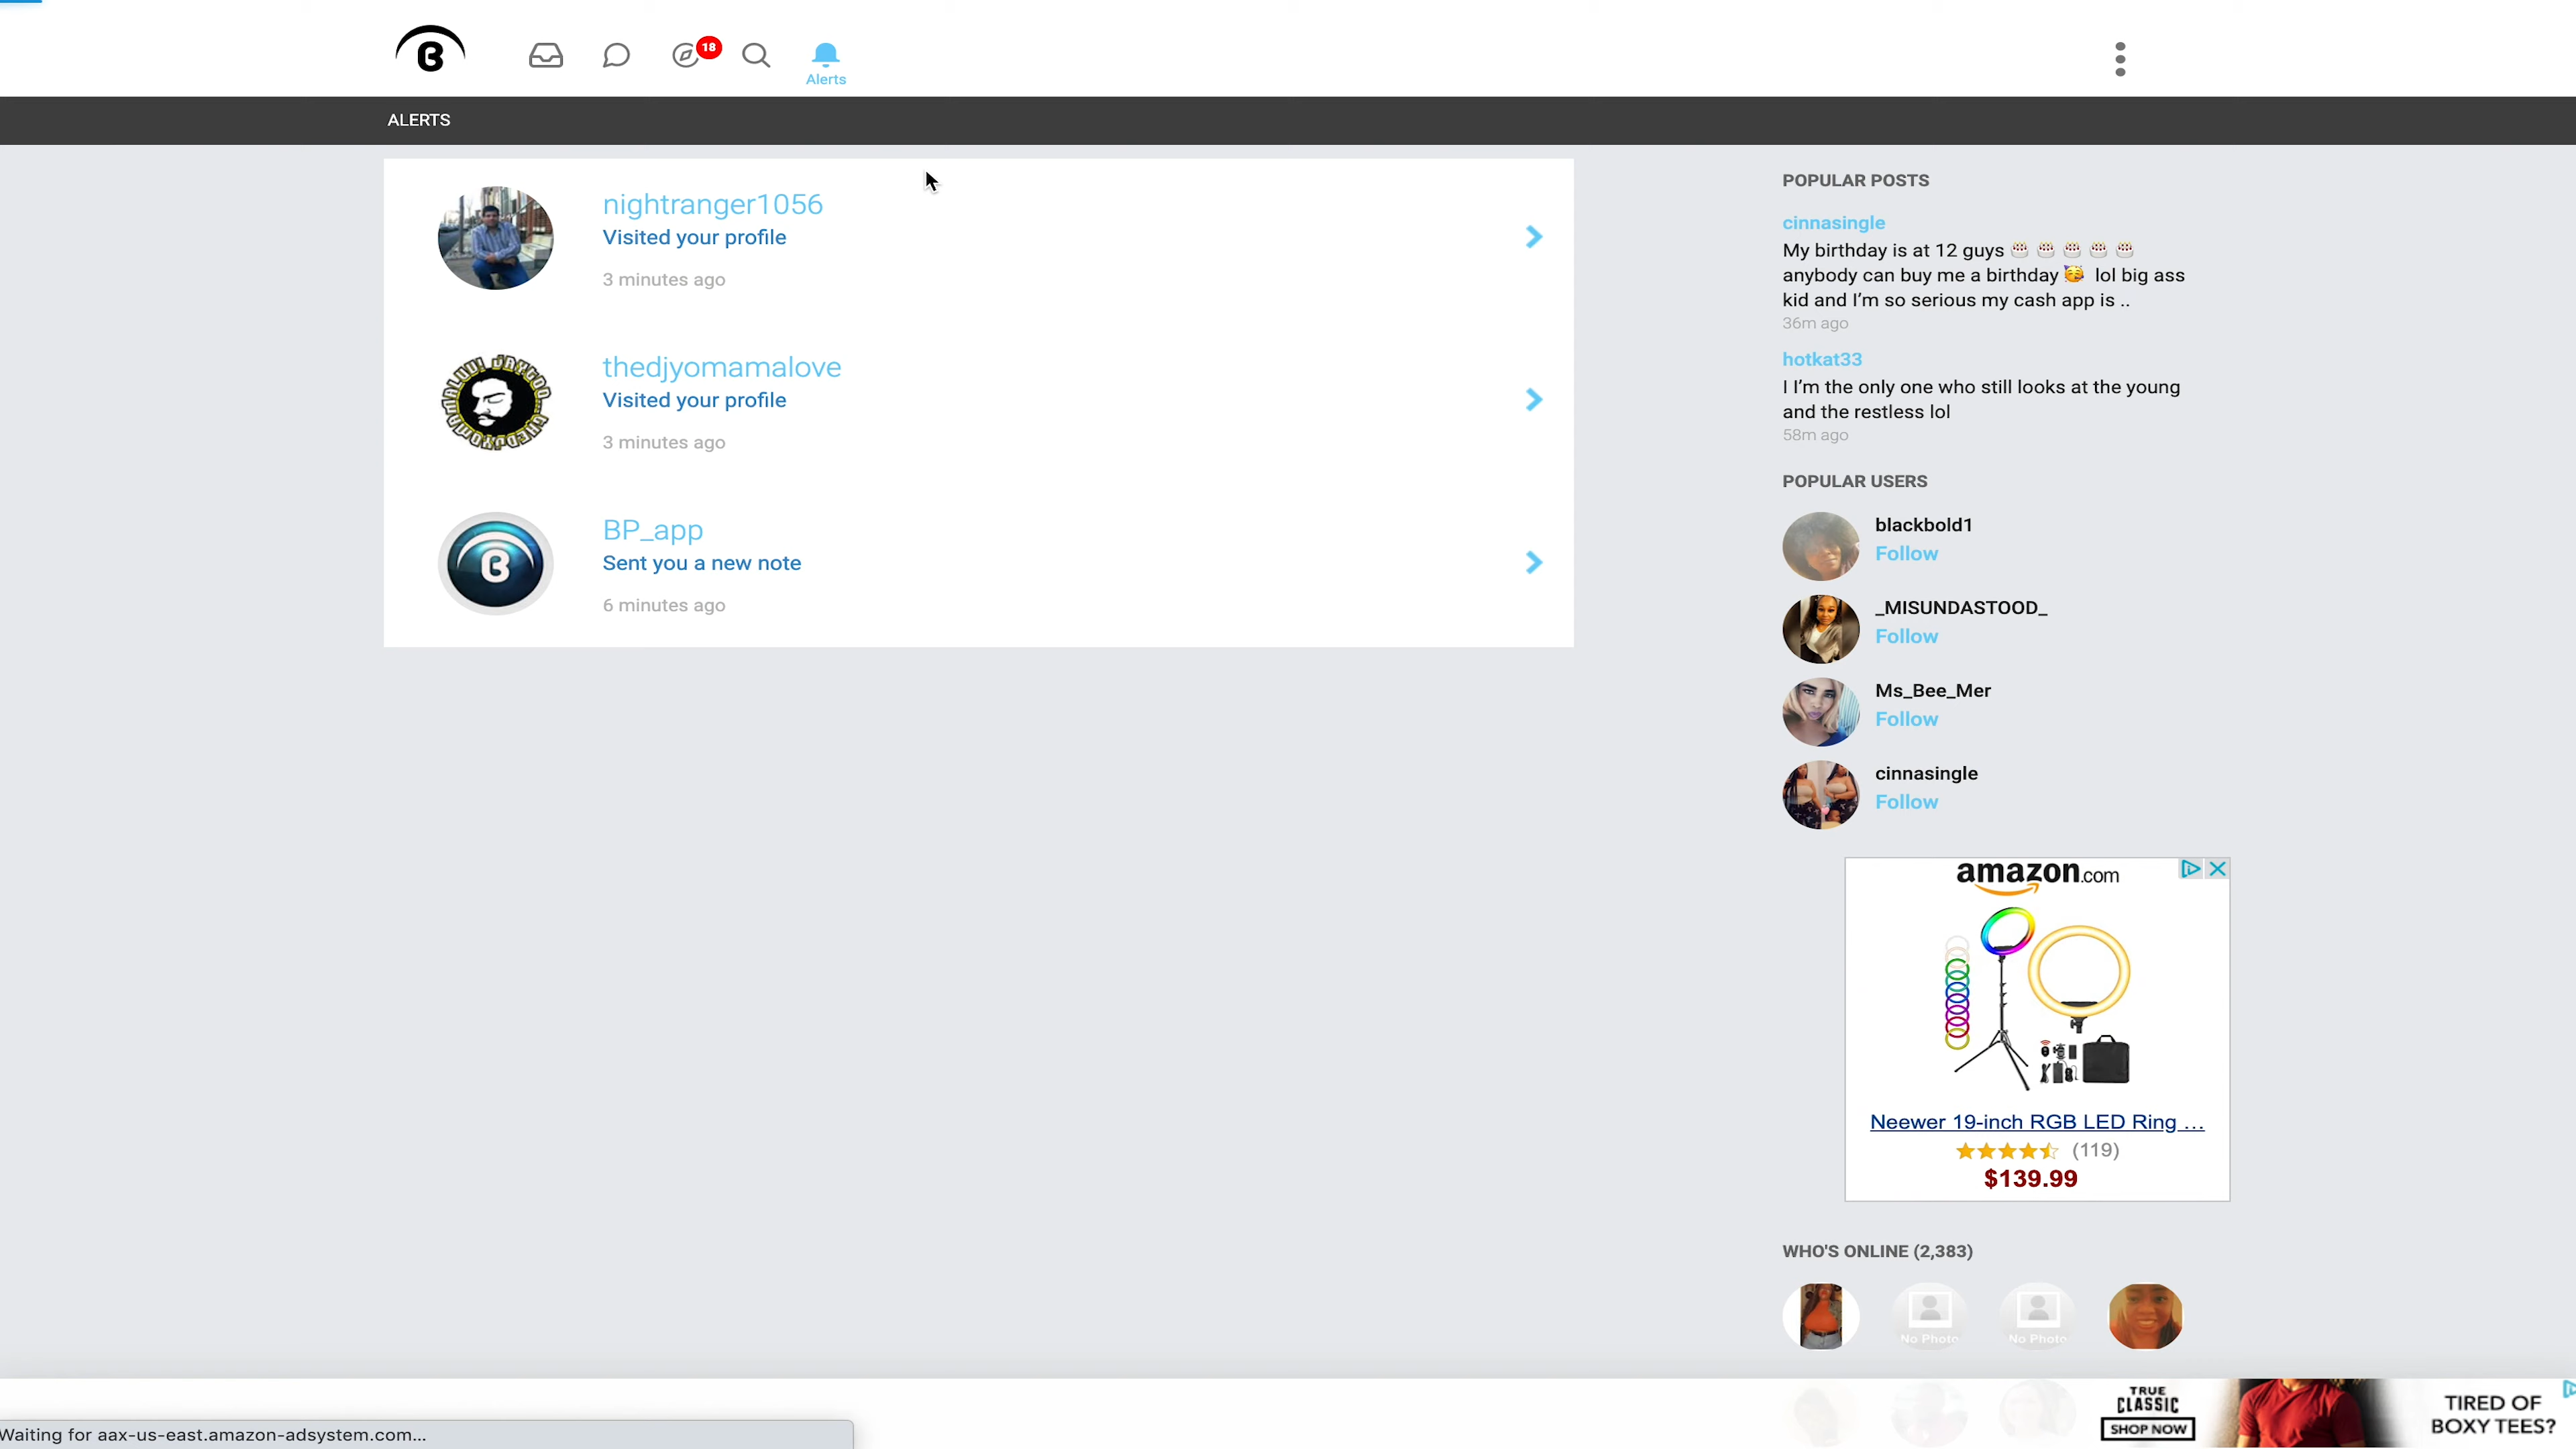 18
Alerts
ALERTS
nightranger1056
Visited your profile
3 minutes ago
thedjyomamalove
Visited your profile
3 minutes ago
BP_app
Sent you a new note
6 minutes ago
POPULAR POSTS
cinnasingle
My birthday is at 12 guys 🎂 🎂 🎂 🎂 🎂
anybody can buy me a birthday 🥳 lol big ass
kid and I'm so serious my cash app is ..
36m ago
hotkat33
I I'm the only one who still looks at the young
and the restless lol
58m ago
POPULAR USERS
blackbold1
Follow
_MISUNDASTOOD_
Follow
Ms_Bee_Mer
Follow
cinnasingle
Follow
amazon.com
Neewer 19-inch RGB LED Ring ...
(119)
$139.99
WHO'S ONLINE (2,383)
No Photo
No Photo
TRUE
CLASSIC
SHOP NOW
TIRED OF
BOXY TEES?
Waiting for aax-us-east.amazon-adsystem.com...